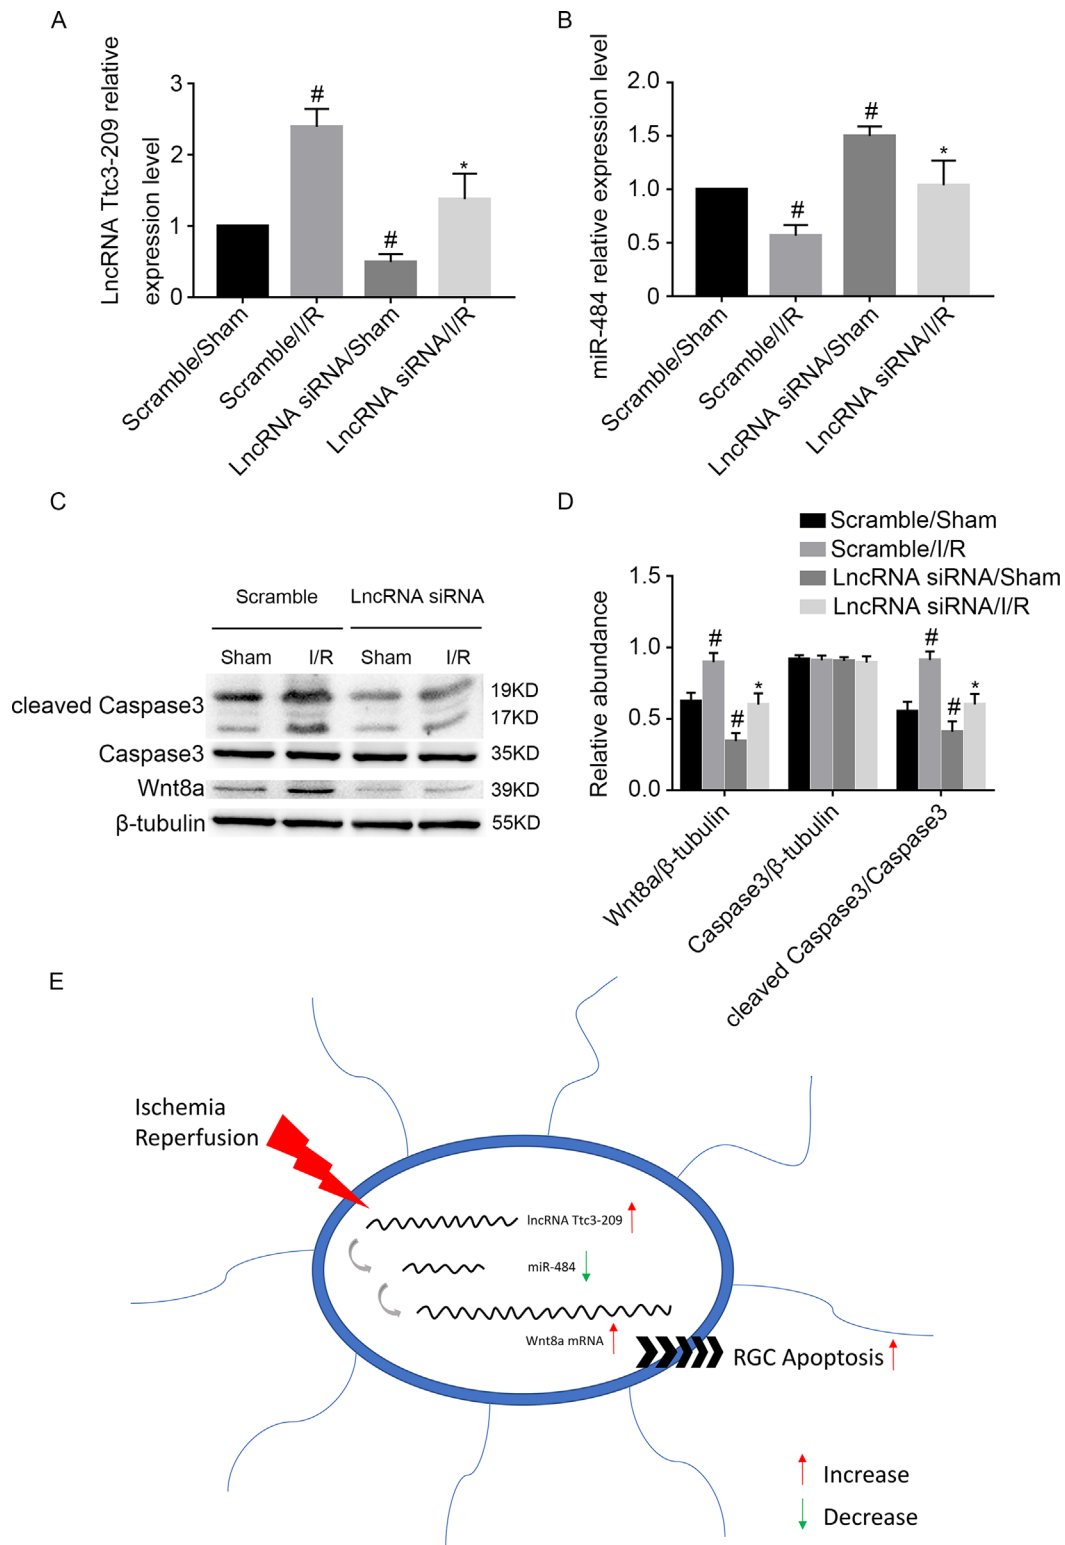 A
LncRNA Ttc3-209 relative
expression level
3
2
1
0
#
#
*
Scramble/Sham
Scramble/I/R
LncRNA siRNA/Sham
LncRNA siRNA/I/R
B
miR-484 relative expression level
2.0
1.5
1.0
0.5
0
#
#
*
Scramble/Sham
Scramble/I/R
LncRNA siRNA/Sham
LncRNA siRNA/I/R
C
Scramble LncRNA siRNA
Sham I/R Sham I/R
cleaved Caspase3
19KD
17KD
Caspase3 35KD
Wnt8a 39KD
β-tubulin 55KD
D
Scramble/Sham
Scramble/I/R
LncRNA siRNA/Sham
LncRNA siRNA/I/R
Relative abundance
1.5
1.0
0.5
0.0
# # *
# # *
Wnt8a/β-tubulin
Caspase3/β-tubulin
cleaved Caspase3/Caspase3
E
Ischemia
Reperfusion
lncRNA Ttc3-209
miR-484
Wnt8a mRNA
RGC Apoptosis
Increase
Decrease